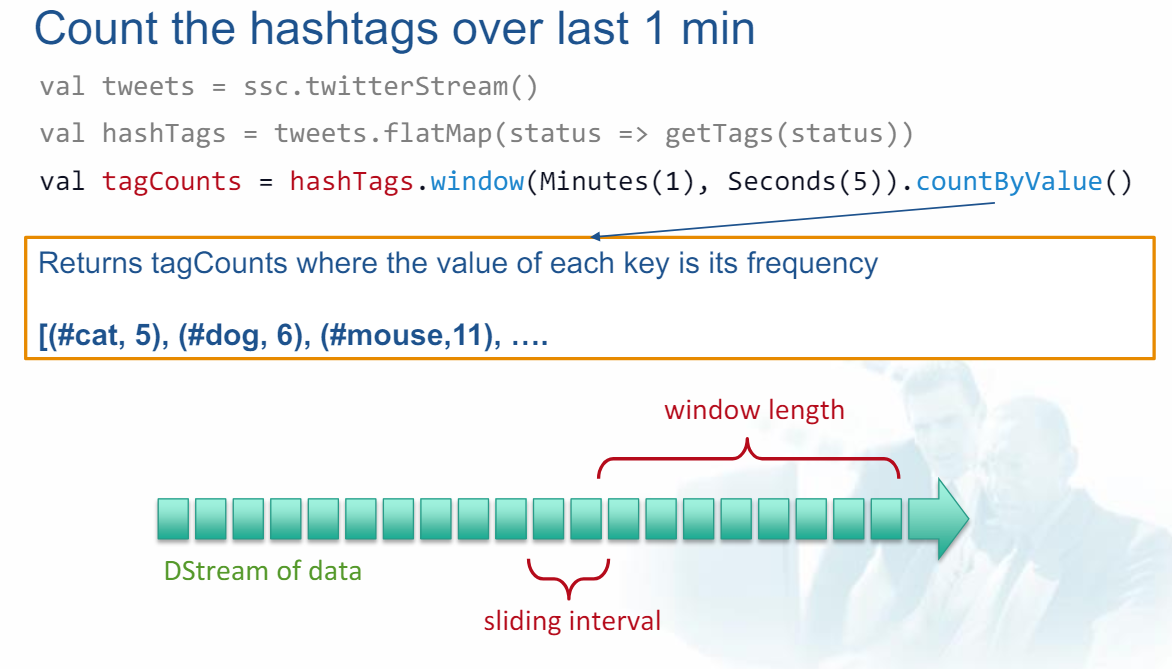 Count the hashtags over last 1 min
val tweets = ssc.twitterStream()
val hashTags = tweets.flatMap(status => getTags(status))
val tagCounts = hashTags.window(Minutes(1), Seconds(5)).countByValue()
Returns tagCounts where the value of each key is its frequency
[(#cat, 5), (#dog, 6), (#mouse,11), ….
window length
DStream of data
sliding interval